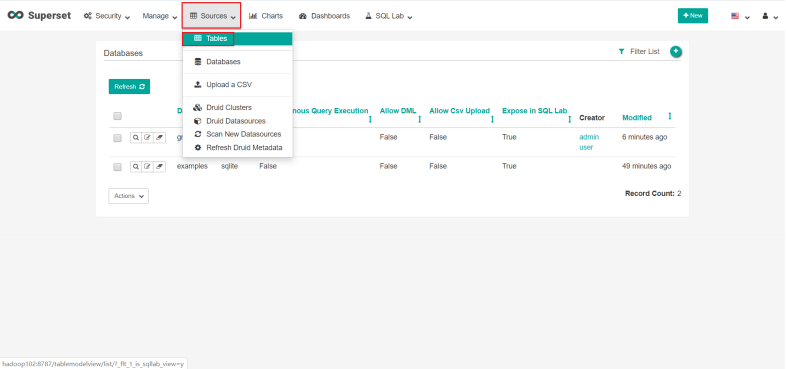 Superset Security Manage Sources Charts Dashboards SQL Lab + New
Tables
Databases Filter List
Databases
Upload a CSV
Refresh
Druid Clusters
nous Query Execution Allow DML Allow Csv Upload Expose in SQL Lab
Creator Modified
Druid Datasources
Scan New Datasources
False False True admin user 6 minutes ago
Refresh Druid Metadata
examples sqlite False False False True 49 minutes ago
Actions Record Count: 2
hadoop102:8787/tablemodelview/list/?_flt_1_is_sqllab_view=y